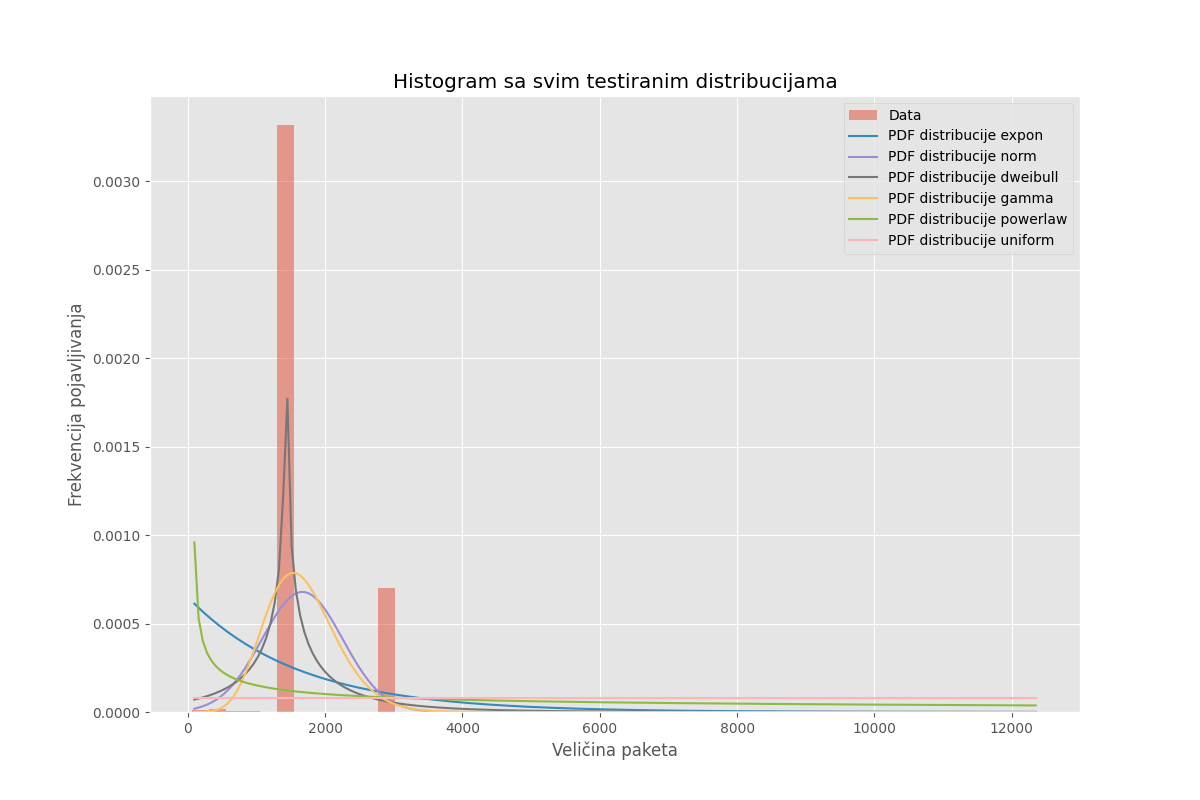 Histogram sa svim testiranim distribucijama
Data
PDF distribucije expon
PDF distribucije norm
PDF distribucije dweibull
PDF distribucije gamma
PDF distribucije powerlaw
PDF distribucije uniform
Frekvencija pojavljivanja
0.0030
0.0025
0.0020
0.0015
0.0010
0.0005
0.0000
0 2000 4000 6000 8000 10000 12000
Veličina paketa